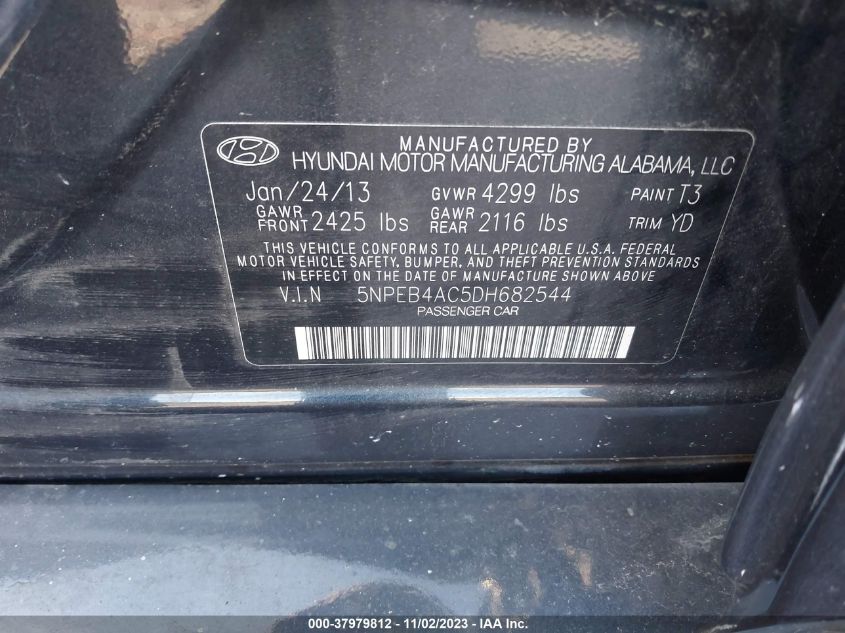 MANUFACTURED BY
HYUNDAI MOTOR MANUFACTURING ALABAMA, LLC
Jan/24/13 GVWR 4299 lbs PAINT T3
GAWR FRONT 2425 lbs GAWR REAR 2116 lbs TRIM YD
THIS VEHICLE CONFORMS TO ALL APPLICABLE U.S.A. FEDERAL
MOTOR VEHICLE SAFETY, BUMPER, AND THEFT PREVENTION STANDARDS
IN EFFECT ON THE DATE OF MANUFACTURE SHOWN ABOVE
V.I.N 5NPEB4AC5DH682544
PASSENGER CAR
000-37979812 - 11/02/2023 - IAA Inc.